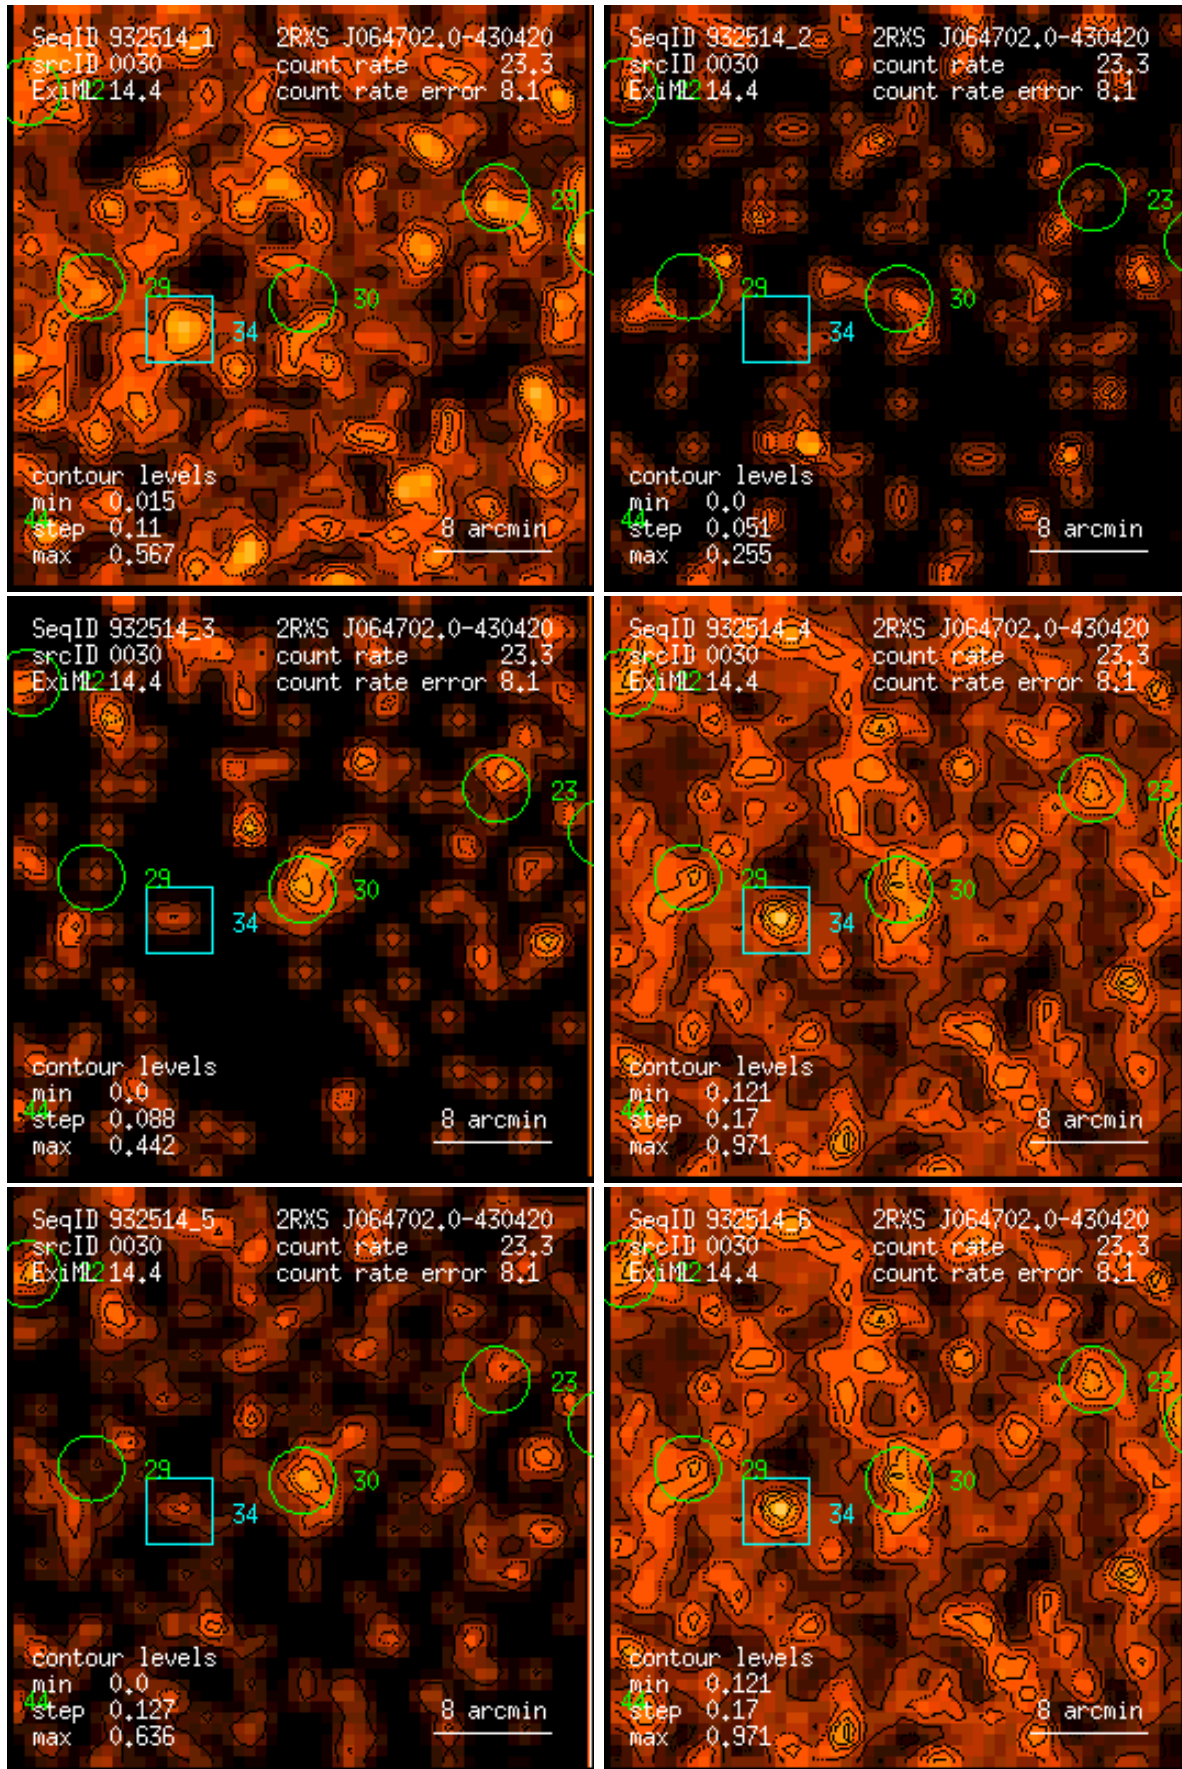 SeqID 932514_1 2RXS J064702.0-430420
srcID 0030 count rate 23.3
ExiML 14.4 count rate error 8.1
23
29
30
34
contour levels
min 0.015
44
step 0.11 8 arcmin
max 0.567
SeqID 932514_2 2RXS J064702.0-430420
srcID 0030 count rate 23.3
ExiML 14.4 count rate error 8.1
23
29
30
34
contour levels
min 0.0
44
step 0.051 8 arcmin
max 0.255
SeqID 932514_3 2RXS J064702.0-430420
srcID 0030 count rate 23.3
ExiML 14.4 count rate error 8.1
23
29
30
34
contour levels
min 0.0
44
step 0.088 8 arcmin
max 0.442
SeqID 932514_4 2RXS J064702.0-430420
srcID 0030 count rate 23.3
ExiML 14.4 count rate error 8.1
23
29
30
34
contour levels
min 0.121
44
step 0.17 8 arcmin
max 0.971
SeqID 932514_5 2RXS J064702.0-430420
srcID 0030 count rate 23.3
ExiML 14.4 count rate error 8.1
23
29
30
34
contour levels
min 0.0
44
step 0.127 8 arcmin
max 0.636
SeqID 932514_6 2RXS J064702.0-430420
srcID 0030 count rate 23.3
ExiML 14.4 count rate error 8.1
23
29
30
34
contour levels
min 0.121
44
step 0.17 8 arcmin
max 0.971